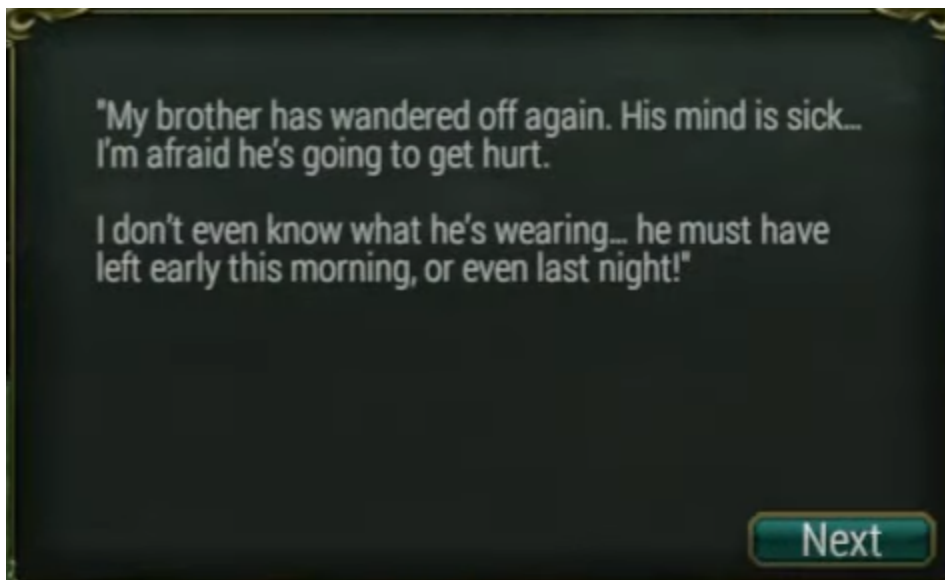 "My brother has wandered off again. His mind is sick...
I'm afraid he's going to get hurt.
I don't even know what he's wearing... he must have
left early this morning, or even last night!"
Next